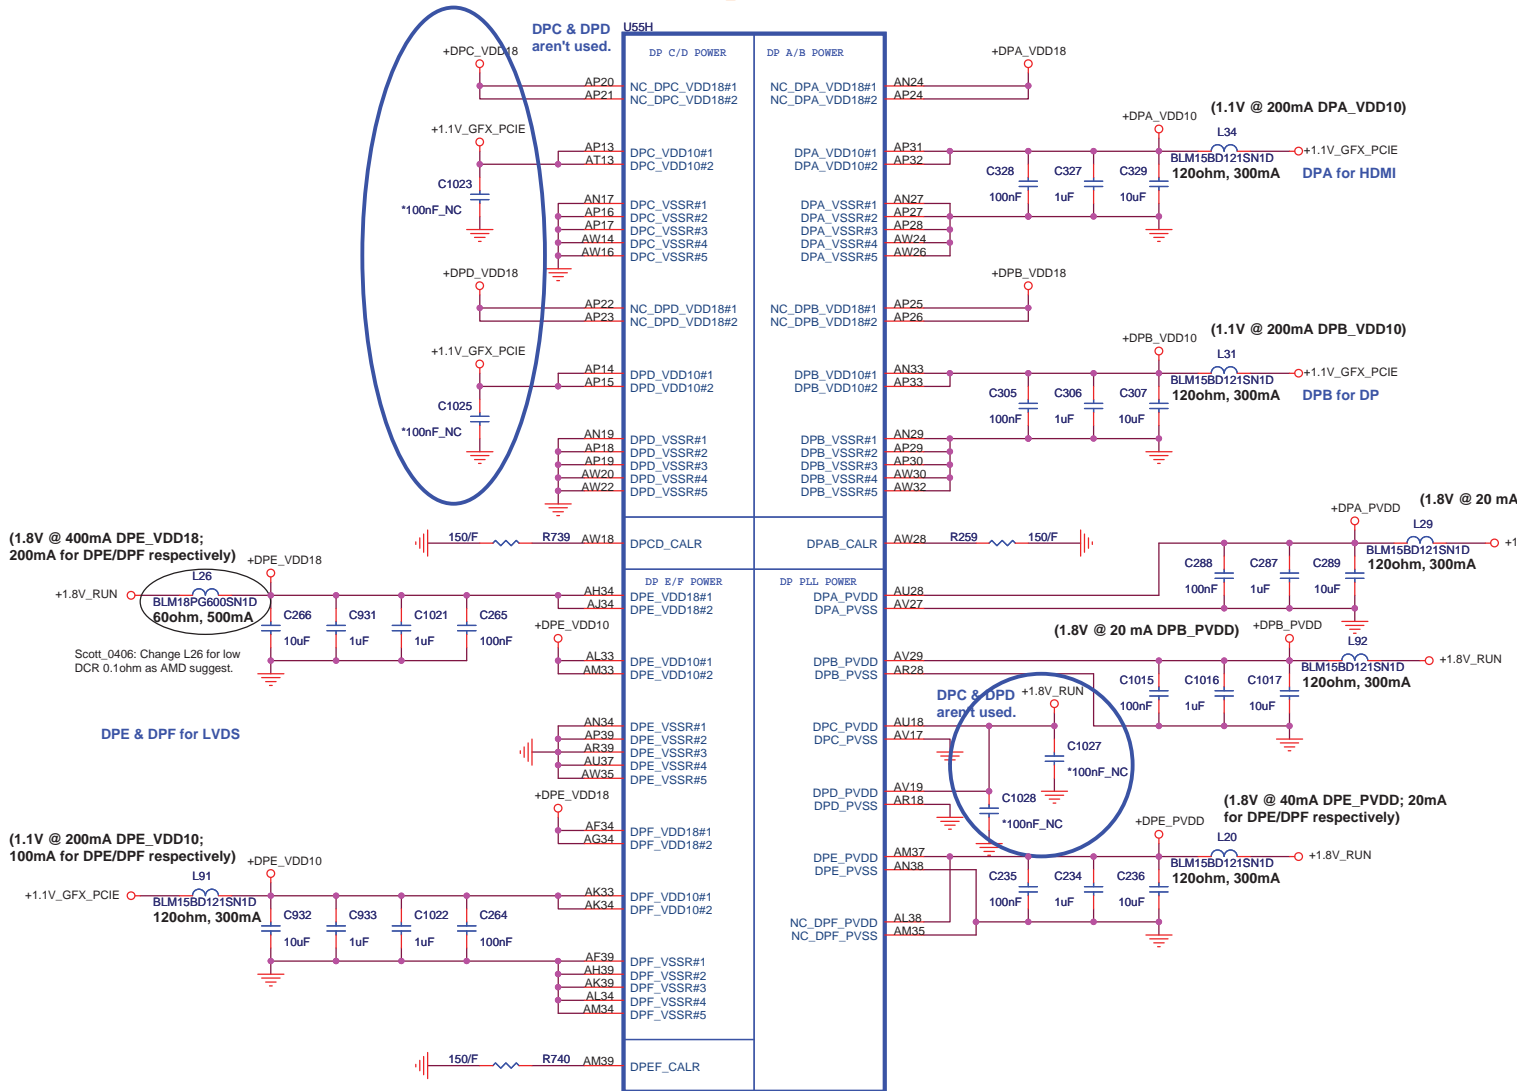 DPC & DPD
aren't used.
U55H
DP C/D POWER
DP A/B POWER
+DPC_VDD18
AP20
NC_DPC_VDD18#1
AP21
NC_DPC_VDD18#2
+1.1V_GFX_PCIE
AP13
DPC_VDD10#1
AT13
DPC_VDD10#2
C1023
*100nF_NC
AN17
DPC_VSSR#1
AP16
DPC_VSSR#2
AP17
DPC_VSSR#3
AW14
DPC_VSSR#4
AW16
DPC_VSSR#5
+DPD_VDD18
AP22
NC_DPD_VDD18#1
AP23
NC_DPD_VDD18#2
+1.1V_GFX_PCIE
AP14
DPD_VDD10#1
AP15
DPD_VDD10#2
C1025
*100nF_NC
AN19
DPD_VSSR#1
AP18
DPD_VSSR#2
AP19
DPD_VSSR#3
AW20
DPD_VSSR#4
AW22
DPD_VSSR#5
150/F
R739
AW18
DPCD_CALR
+DPA_VDD18
NC_DPA_VDD18#1
AN24
NC_DPA_VDD18#2
AP24
(1.1V @ 200mA DPA_VDD10)
+DPA_VDD10
L34
+1.1V_GFX_PCIE
BLM15BD121SN1D
120ohm, 300mA
DPA for HDMI
DPA_VDD10#1
AP31
DPA_VDD10#2
AP32
C328
100nF
C327
1uF
C329
10uF
DPA_VSSR#1
AN27
DPA_VSSR#2
AP27
DPA_VSSR#3
AP28
DPA_VSSR#4
AW24
DPA_VSSR#5
AW26
+DPB_VDD18
NC_DPB_VDD18#1
AP25
NC_DPB_VDD18#2
AP26
(1.1V @ 200mA DPB_VDD10)
+DPB_VDD10
L31
+1.1V_GFX_PCIE
BLM15BD121SN1D
120ohm, 300mA
DPB for DP
DPB_VDD10#1
AN33
DPB_VDD10#2
AP33
C305
100nF
C306
1uF
C307
10uF
DPB_VSSR#1
AN29
DPB_VSSR#2
AP29
DPB_VSSR#3
AP30
DPB_VSSR#4
AW30
DPB_VSSR#5
AW32
DPAB_CALR
AW28
R259
150/F
(1.8V @ 400mA DPE_VDD18;
200mA for DPE/DPF respectively)
+DPE_VDD18
L26
+1.8V_RUN
BLM18PG600SN1D
60ohm, 500mA
Scott_0406: Change L26 for low
DCR 0.1ohm as AMD suggest.
C266
10uF
C931
1uF
C1021
1uF
C265
100nF
DP E/F POWER
AH34
DPE_VDD18#1
AJ34
DPE_VDD18#2
+DPE_VDD10
AL33
DPE_VDD10#1
AM33
DPE_VDD10#2
DPE & DPF for LVDS
AN34
DPE_VSSR#1
AP39
DPE_VSSR#2
AR39
DPE_VSSR#3
AU37
DPE_VSSR#4
AW35
DPE_VSSR#5
+DPE_VDD18
AF34
DPF_VDD18#1
AG34
DPF_VDD18#2
(1.1V @ 200mA DPE_VDD10;
100mA for DPE/DPF respectively)
+DPE_VDD10
L91
+1.1V_GFX_PCIE
BLM15BD121SN1D
120ohm, 300mA
C932
10uF
C933
1uF
C1022
1uF
C264
100nF
AK33
DPF_VDD10#1
AK34
DPF_VDD10#2
AF39
DPF_VSSR#1
AH39
DPF_VSSR#2
AK39
DPF_VSSR#3
AL34
DPF_VSSR#4
AM34
DPF_VSSR#5
150/F
R740
AM39
DPEF_CALR
DP PLL POWER
(1.8V @ 20 mA
+DPA_PVDD
L29
+1
BLM15BD121SN1D
120ohm, 300mA
C288
100nF
C287
1uF
C289
10uF
DPA_PVDD
AU28
DPA_PVSS
AV27
(1.8V @ 20 mA DPB_PVDD)
+DPB_PVDD
L92
+1.8V_RUN
BLM15BD121SN1D
120ohm, 300mA
DPB_PVDD
AV29
DPB_PVSS
AR28
C1015
100nF
C1016
1uF
C1017
10uF
DPC & DPD
aren't used.
+1.8V_RUN
DPC_PVDD
AU18
DPC_PVSS
AV17
C1027
*100nF_NC
DPD_PVDD
AV19
DPD_PVSS
AR18
C1028
*100nF_NC
(1.8V @ 40mA DPE_PVDD; 20mA
for DPE/DPF respectively)
+DPE_PVDD
L20
+1.8V_RUN
BLM15BD121SN1D
120ohm, 300mA
DPE_PVDD
AM37
DPE_PVSS
AN38
C235
100nF
C234
1uF
C236
10uF
NC_DPF_PVDD
AL38
NC_DPF_PVSS
AM35